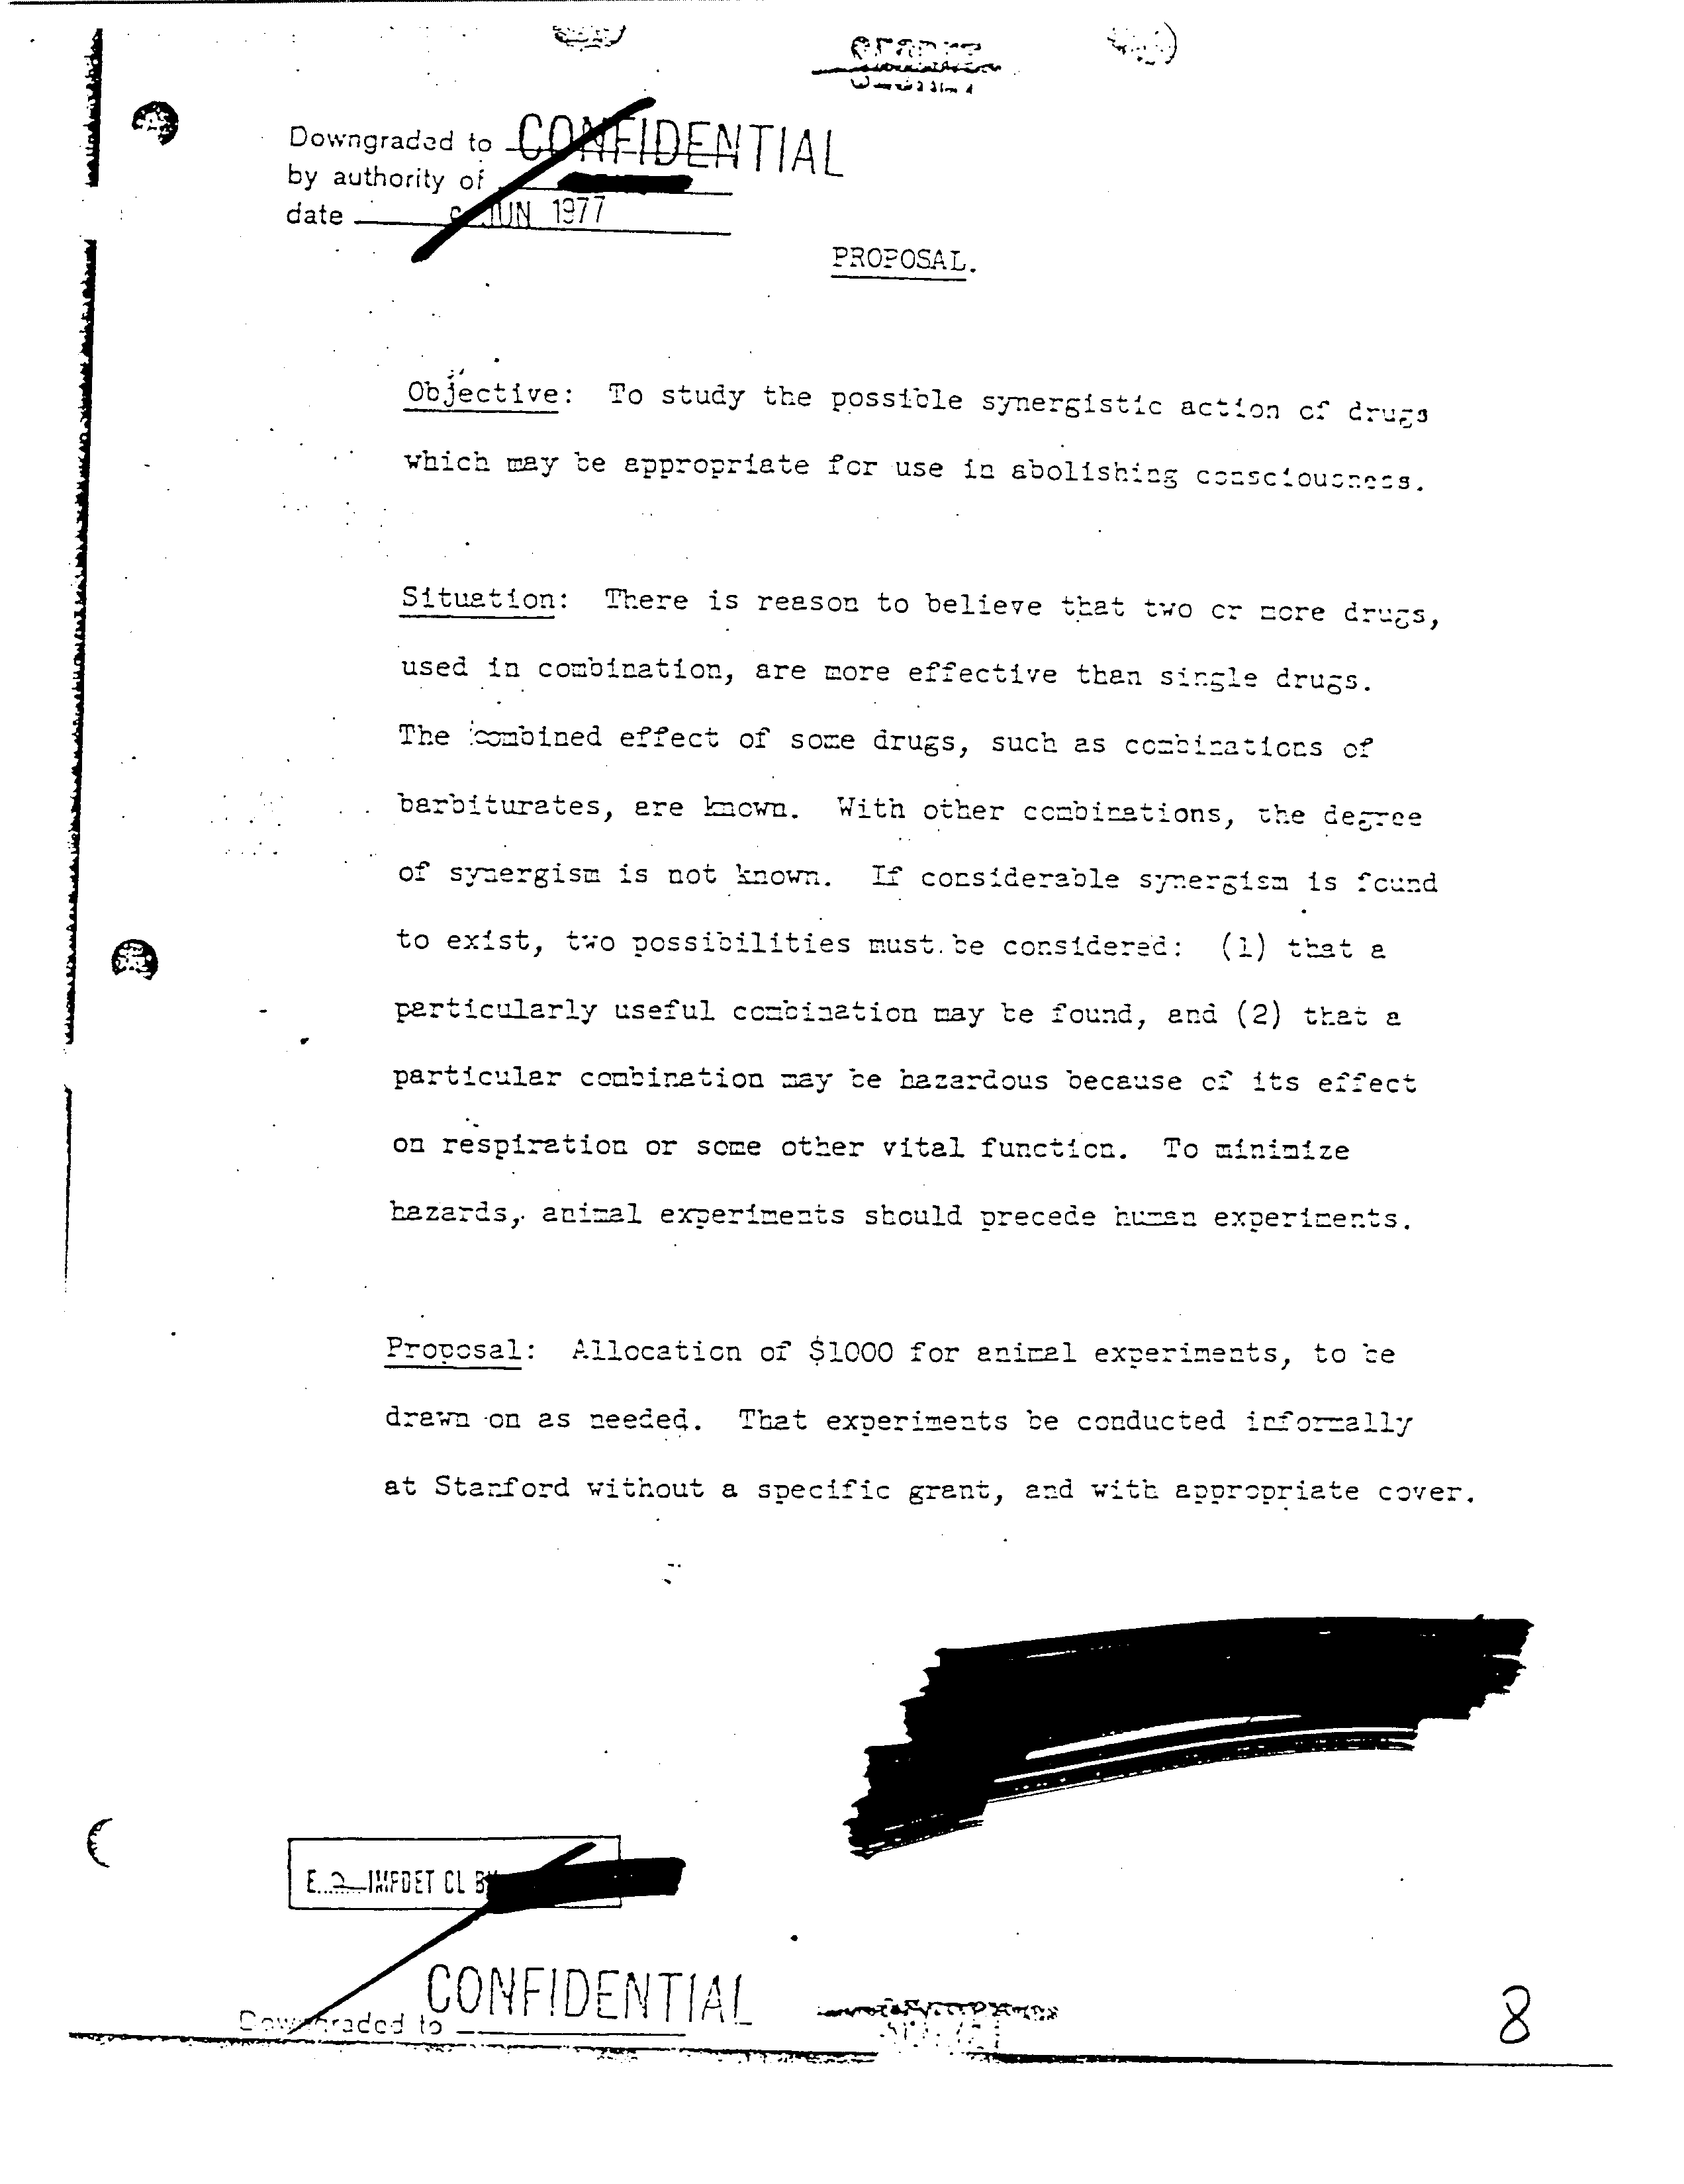 Downgraded to CONFIDENTIAL
by authority of
date JUN 1977
PROPOSAL.
Objective: To study the possible synergistic action of drugs
which may be appropriate for use in abolishing consciousness.
Situation: There is reason to believe that two or more drugs,
used in combination, are more effective than single drugs.
The combined effect of some drugs, such as combinations of
barbiturates, are known. With other combinations, the degree
of synergism is not known. If considerable synergism is found
to exist, two possibilities must be considered: (1) that a
particularly useful combination may be found, and (2) that a
particular combination may be hazardous because of its effect
on respiration or some other vital function. To minimize
hazards, animal experiments should precede human experiments.
Proposal: Allocation of $1000 for animal experiments, to be
drawn on as needed. That experiments be conducted informally
at Stanford without a specific grant, and with appropriate cover.
E 2 IMPDET CL BY
CONFIDENTIAL
Downgraded to
8